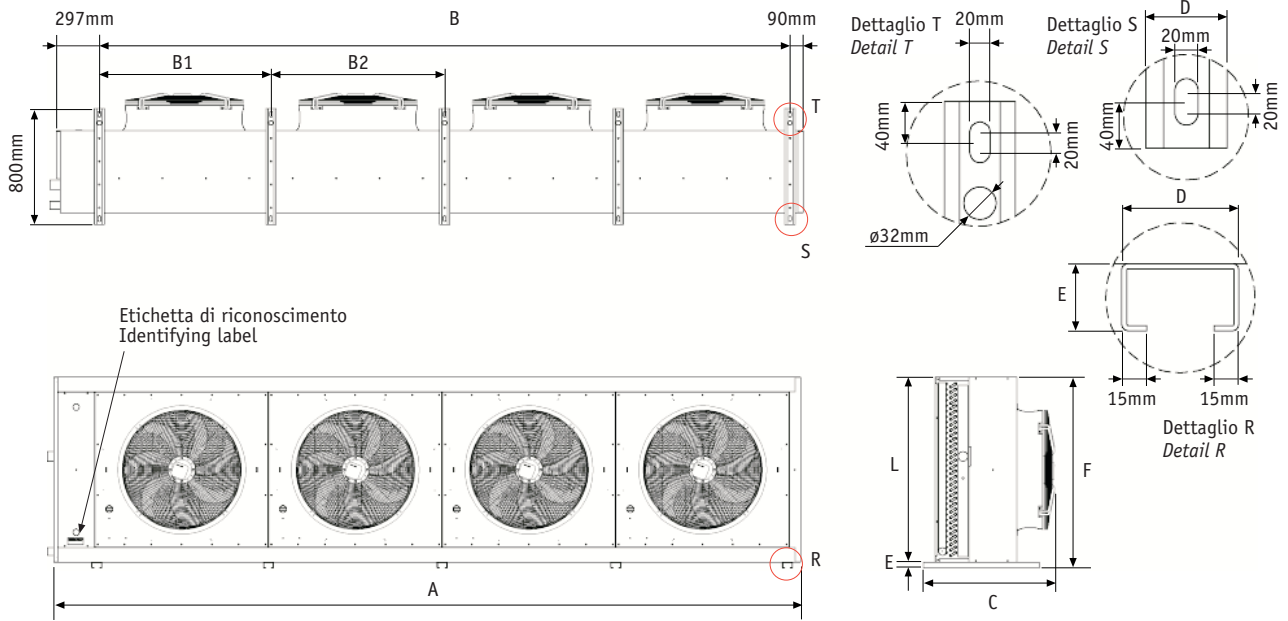 297mm
B
90mm
B1
B2
T
800mm
S
Dettaglio T
Detail T
20mm
40mm
20mm
ø32mm
Dettaglio S
Detail S
D
20mm
40mm
20mm
D
E
15mm
15mm
Dettaglio R
Detail R
Etichetta di riconoscimento
Identifying label
R
A
L
F
E
C